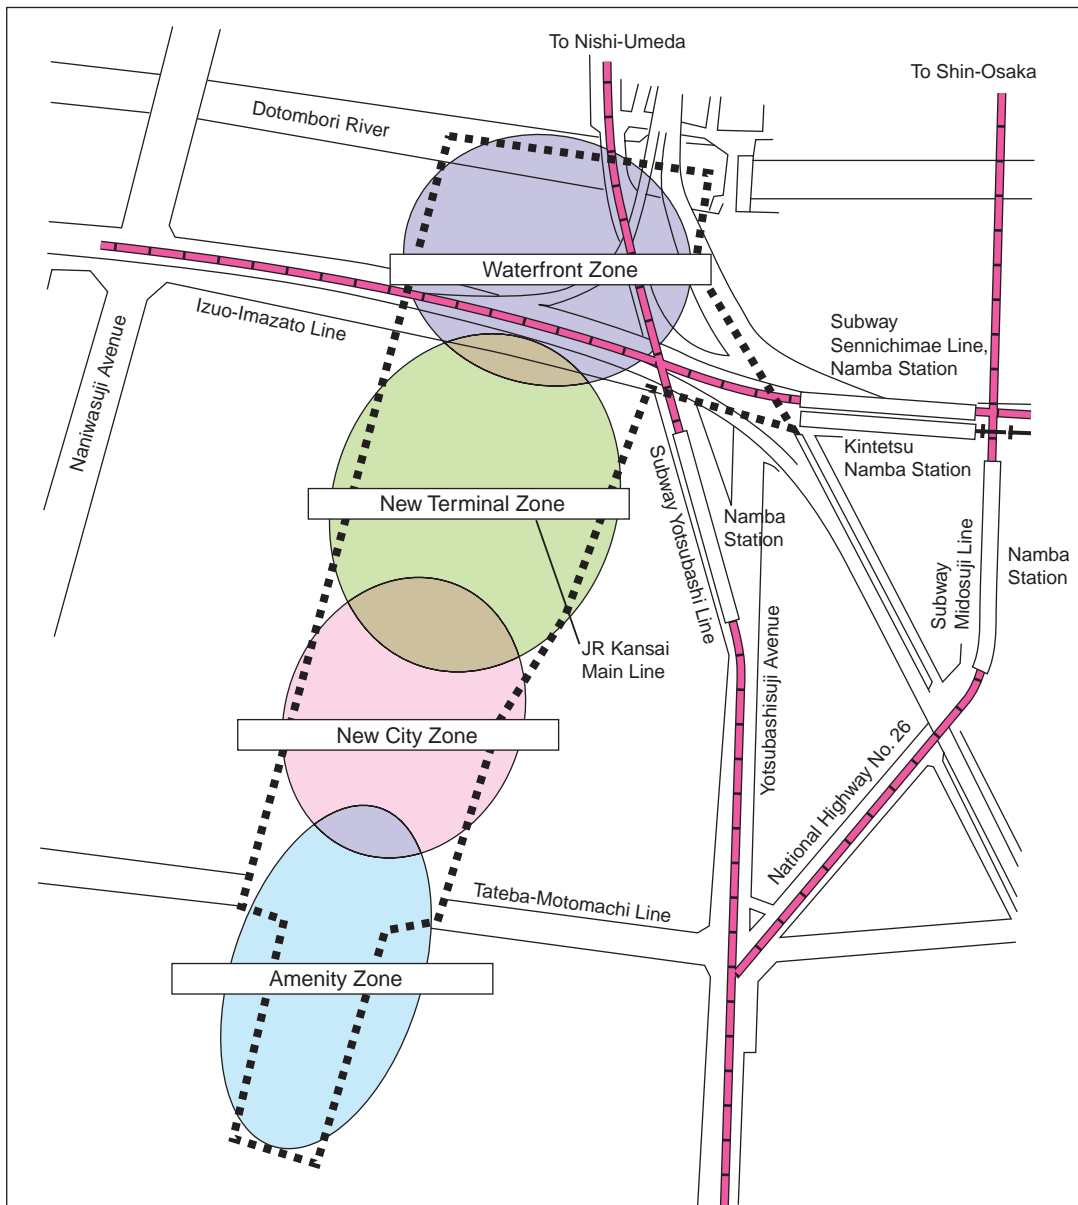 To Nishi-Umeda
To Shin-Osaka
Dotombori River
Waterfront Zone
Izuo-Imazato Line
Naniwasuji Avenue
Subway
Sennichimae Line,
Namba Station
Kintetsu
Namba Station
New Terminal Zone
Subway Yotsubashi Line
Namba
Station
Subway
Midosuji Line
Namba
Station
JR Kansai
Main Line
Yotsubashisuji Avenue
New City Zone
National Highway No. 26
Tateba-Motomachi Line
Amenity Zone